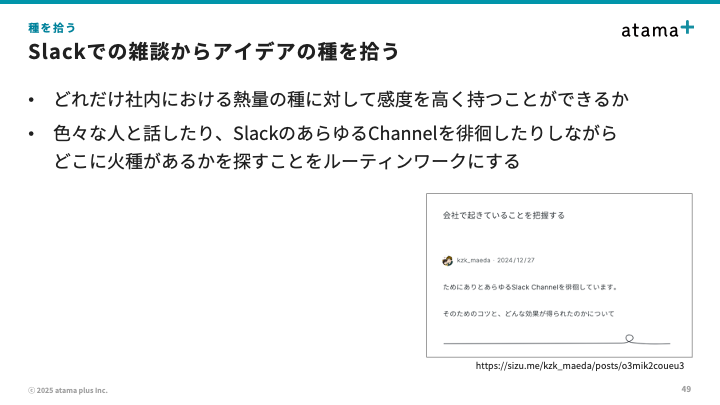 種を拾う
Slackでの雑談からアイデアの種を拾う
atama+
• どれだけ社内における熱量の種に対して感度を高く持つことができるか
• 色々な人と話したり、SlackのあらゆるChannelを徘徊したりしながら
どこに火種があるかを探すことをルーティンワークにする
会社で起きていることを把握する
kzk_maeda · 2024/12/27
ためにありとあらゆるSlack Channelを徘徊しています。
そのためのコツと、どんな効果が得られたのかについて
https://sizu.me/kzk_maeda/posts/o3mik2coueu3
ⓒ 2025 atama plus Inc.
49